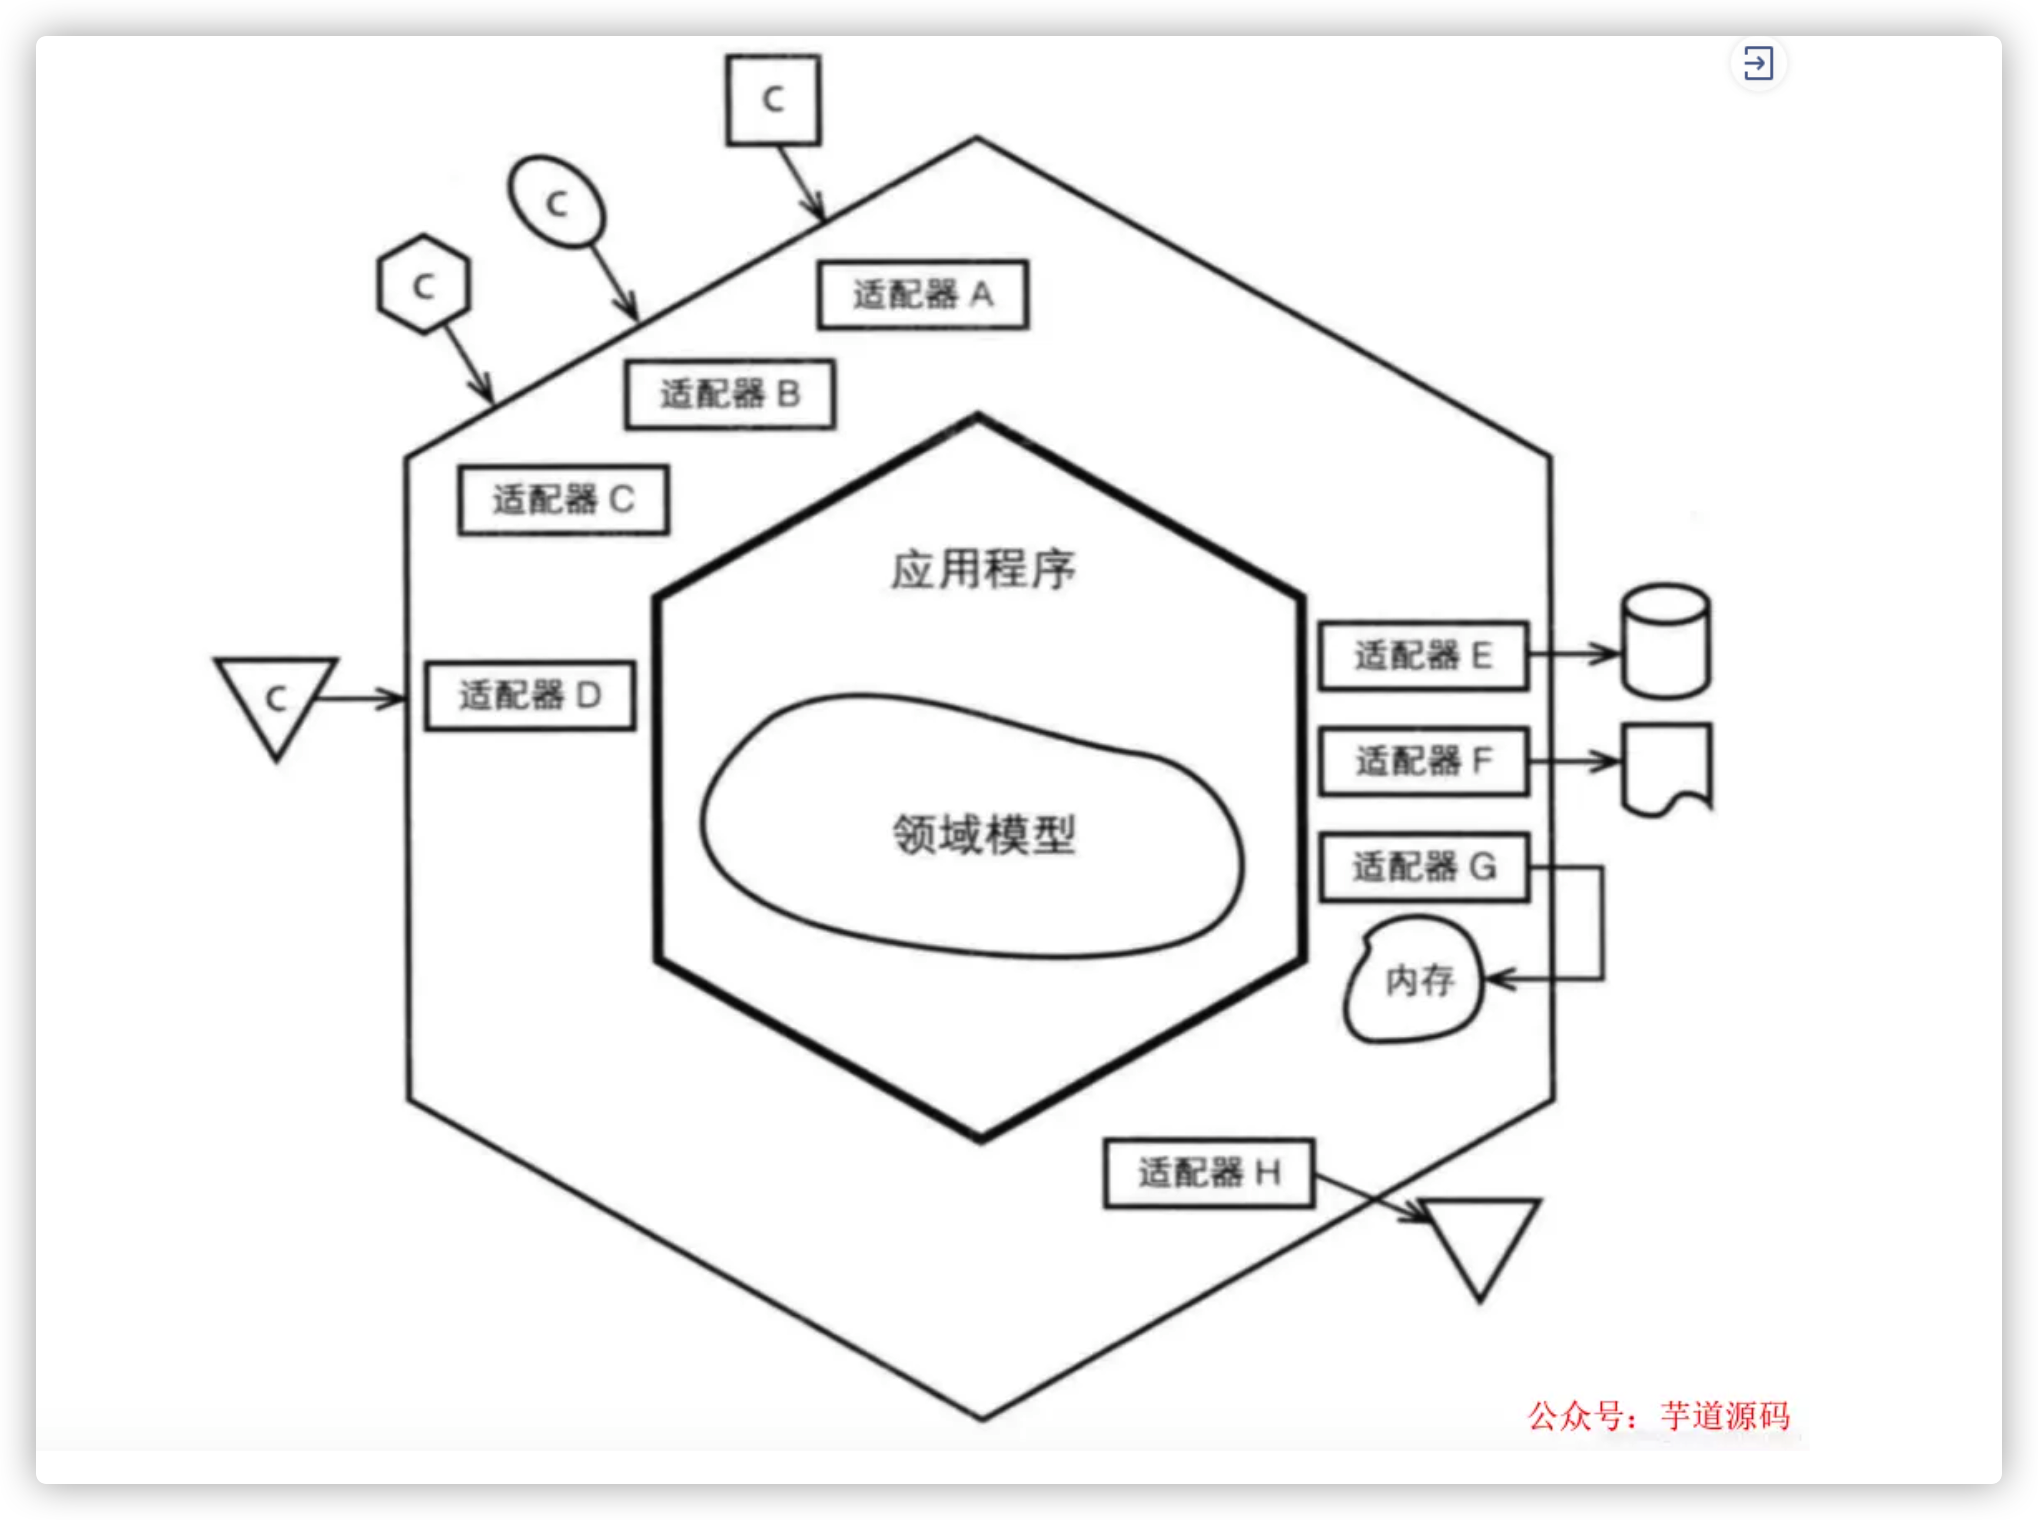 C
C
C
适配器 A
适配器 B
适配器 C
应用程序
适配器 E
C
适配器 D
适配器 F
领域模型
适配器 G
内存
适配器 H
公众号：芋道源码